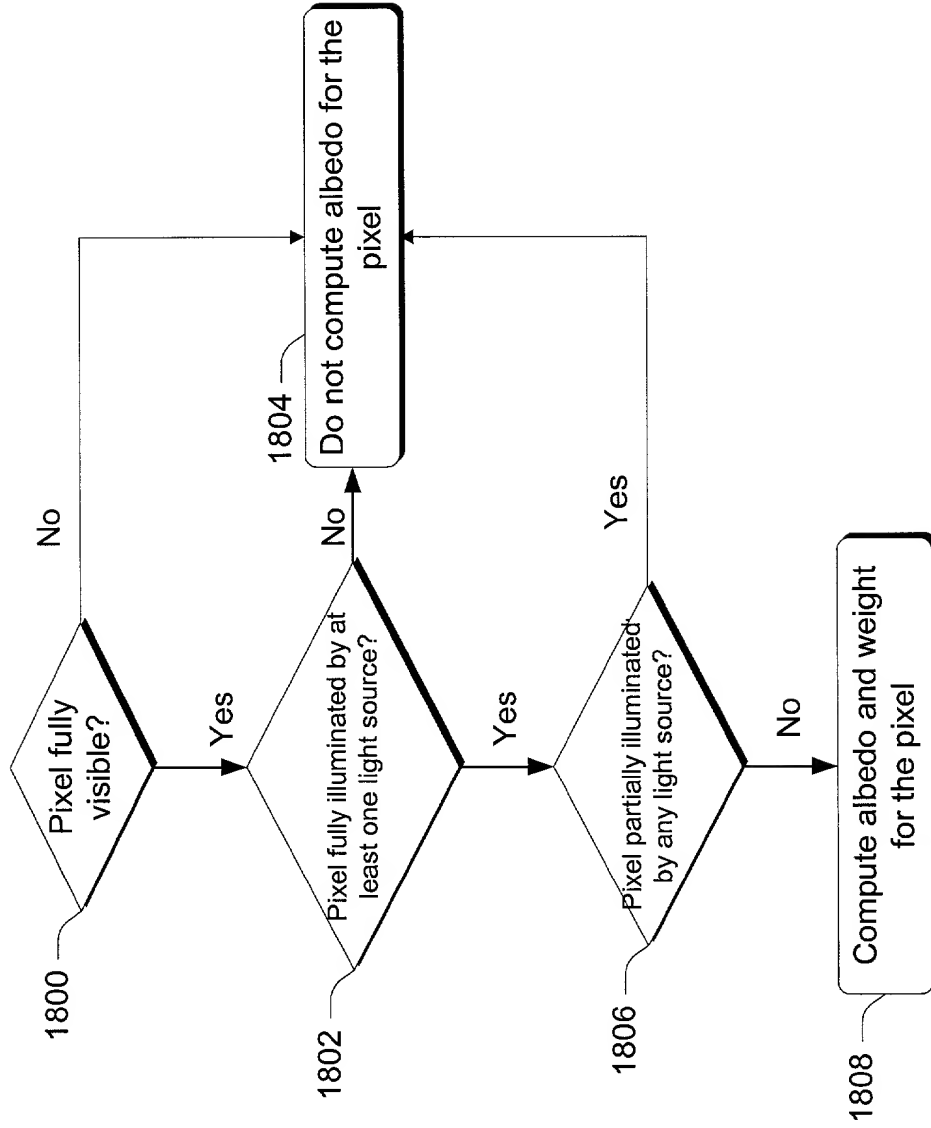 1800
Pixel fully
visible?
No
Yes
1802
Pixel fully illuminated by at
least one light source?
No
1804
Do not compute albedo for the
pixel
Yes
1806
Pixel partially illuminated
by any light source?
Yes
No
1808
Compute albedo and weight
for the pixel